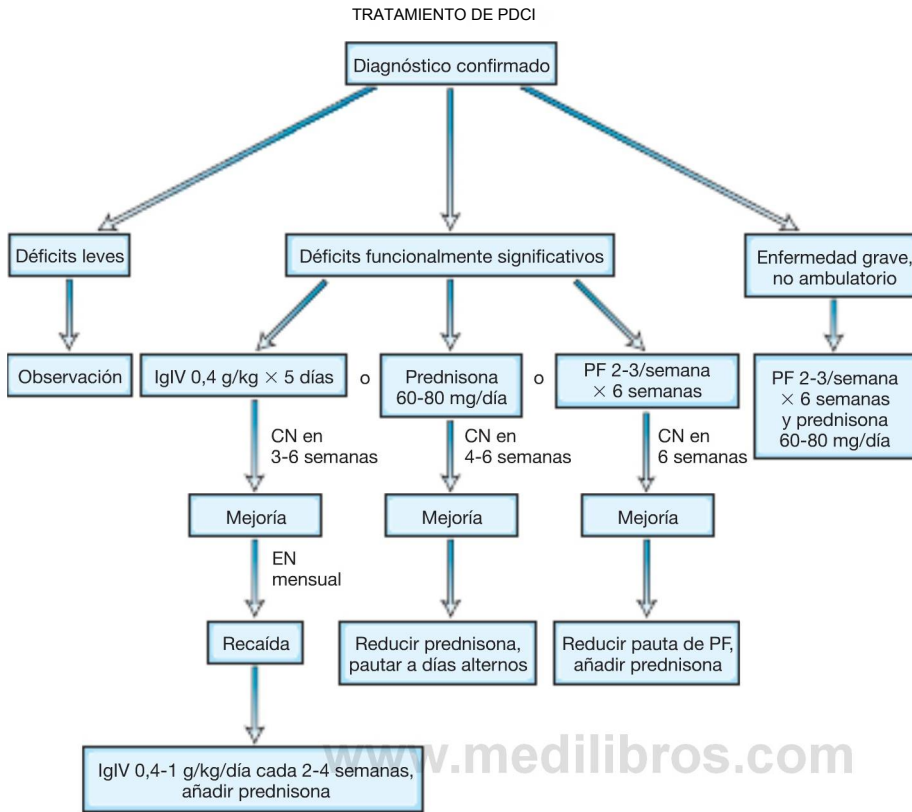 TRATAMIENTO DE PDCI
Diagnóstico confirmado
Déficits leves
Déficits funcionalmente significativos
Enfermedad grave,
no ambulatorio
Observación
IgIV 0,4 g/kg × 5 días
o
Prednisona
60-80 mg/día
o
PF 2-3/semana
× 6 semanas
PF 2-3/semana
× 6 semanas
y prednisona
60-80 mg/día
CN en
3-6 semanas
CN en
4-6 semanas
CN en
6 semanas
Mejoría
Mejoría
Mejoría
EN
mensual
Recaída
Reducir prednisona,
pautar a días alternos
Reducir pauta de PF,
añadir prednisona
IgIV 0,4-1 g/kg/día cada 2-4 semanas,
añadir prednisona
www.medilibros.com